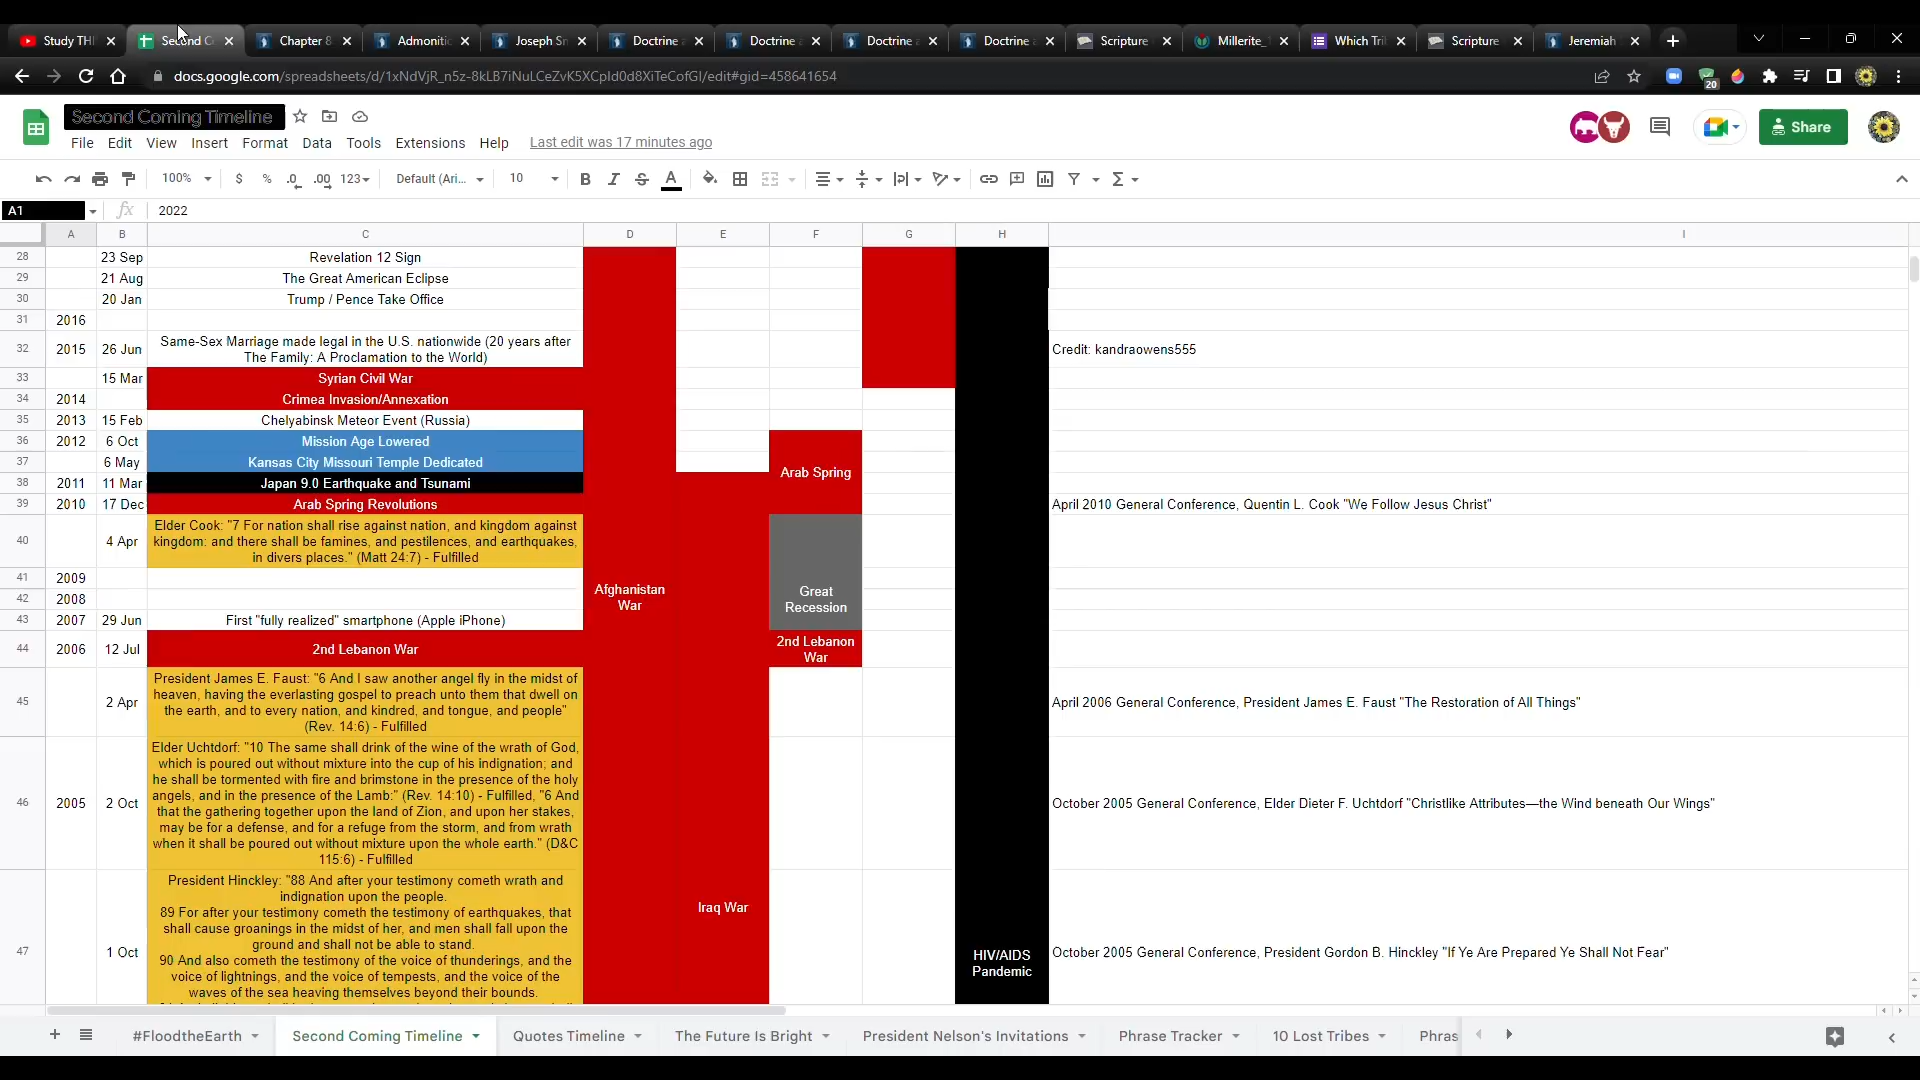 Study THI
Second C
Chapter 8
Admonitic
Joseph Sm
Doctrine a
Doctrine a
Doctrine a
Doctrine a
Scripture
Millerite_
Which Tri
Scripture
Jeremiah
docs.google.com/spreadsheets/d/1xNdVjR_n5z-8kLB7iNuLCeZvK5XCpld0d8XiTeCofGI/edit#gid=458641654
20
Second Coming Timeline
File Edit View Insert Format Data Tools Extensions Help Last edit was 17 minutes ago
Share
100% $ % .0 .00 123 Default (Ari... 10 B I S A
A1 fx 2022
A B C D E F G H I
28 23 Sep Revelation 12 Sign
29 21 Aug The Great American Eclipse
30 20 Jan Trump / Pence Take Office
31 2016
32 2015 26 Jun Same-Sex Marriage made legal in the U.S. nationwide (20 years after
The Family: A Proclamation to the World)
Credit: kandraowens555
33 15 Mar Syrian Civil War
34 2014 Crimea Invasion/Annexation
35 2013 15 Feb Chelyabinsk Meteor Event (Russia)
36 2012 6 Oct Mission Age Lowered
37 6 May Kansas City Missouri Temple Dedicated
Arab Spring
38 2011 11 Mar Japan 9.0 Earthquake and Tsunami
39 2010 17 Dec Arab Spring Revolutions
April 2010 General Conference, Quentin L. Cook "We Follow Jesus Christ"
40 4 Apr Elder Cook: "7 For nation shall rise against nation, and kingdom against
kingdom: and there shall be famines, and pestilences, and earthquakes,
in divers places." (Matt 24:7) - Fulfilled
41 2009
Afghanistan
War
Great
Recession
42 2008
43 2007 29 Jun First "fully realized" smartphone (Apple iPhone)
44 2006 12 Jul 2nd Lebanon War
2nd Lebanon
War
45 2 Apr President James E. Faust: "6 And I saw another angel fly in the midst of
heaven, having the everlasting gospel to preach unto them that dwell on
the earth, and to every nation, and kindred, and tongue, and people"
(Rev. 14:6) - Fulfilled
April 2006 General Conference, President James E. Faust "The Restoration of All Things"
46 2005 2 Oct Elder Uchtdorf: "10 The same shall drink of the wine of the wrath of God,
which is poured out without mixture into the cup of his indignation; and
he shall be tormented with fire and brimstone in the presence of the holy
angels, and in the presence of the Lamb:" (Rev. 14:10) - Fulfilled, "6 And
that the gathering together upon the land of Zion, and upon her stakes,
may be for a defense, and for a refuge from the storm, and from wrath
when it shall be poured out without mixture upon the whole earth." (D&C
115:6) - Fulfilled
October 2005 General Conference, Elder Dieter F. Uchtdorf "Christlike Attributes—the Wind beneath Our Wings"
47 1 Oct President Hinckley: "88 And after your testimony cometh wrath and
indignation upon the people.
89 For after your testimony cometh the testimony of earthquakes, that
shall cause groanings in the midst of her, and men shall fall upon the
ground and shall not be able to stand.
90 And also cometh the testimony of the voice of thunderings, and the
voice of lightnings, and the voice of tempests, and the voice of the
waves of the sea heaving themselves beyond their bounds.
Iraq War
HIV/AIDS
Pandemic
October 2005 General Conference, President Gordon B. Hinckley "If Ye Are Prepared Ye Shall Not Fear"
#FloodtheEarth
Second Coming Timeline
Quotes Timeline
The Future Is Bright
President Nelson's Invitations
Phrase Tracker
10 Lost Tribes
Phras